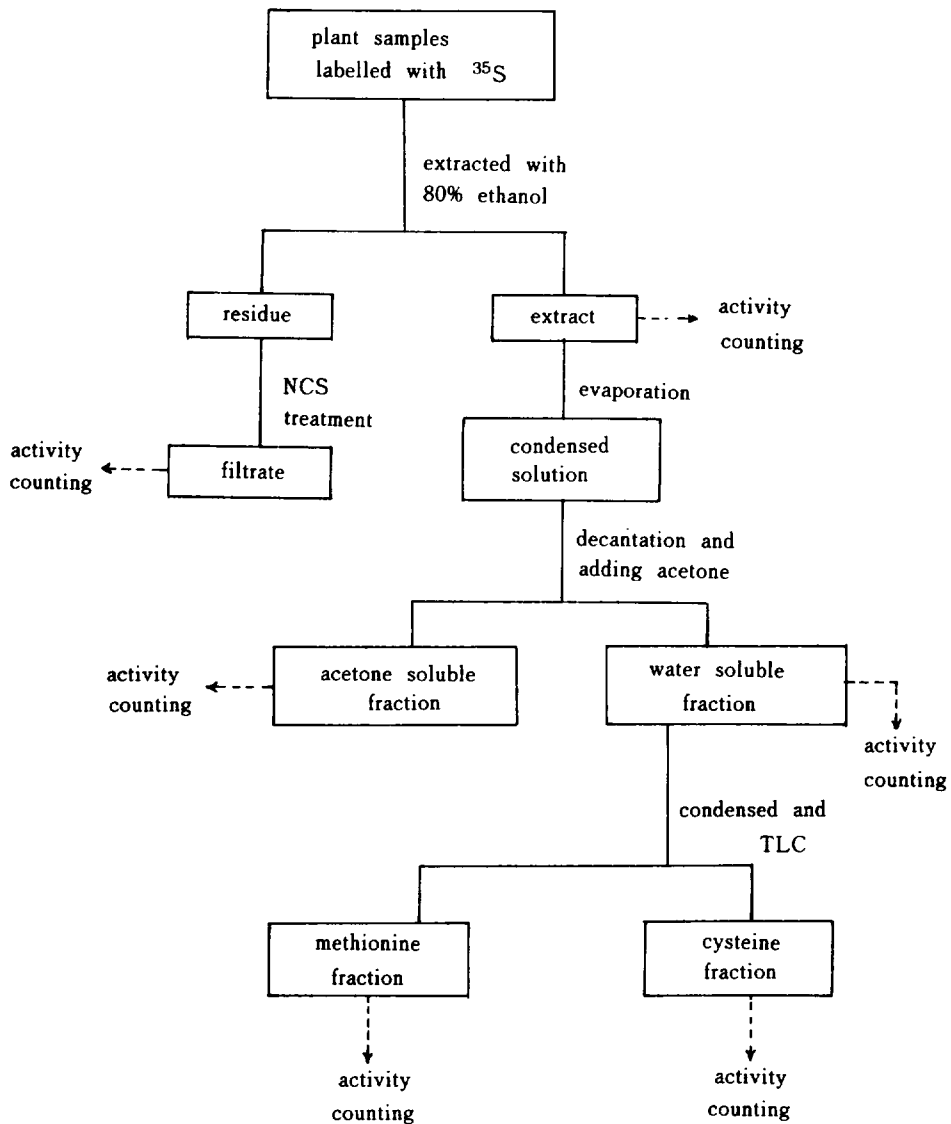 plant samples
labelled with ³⁵S
extracted with
80% ethanol
residue
extract
activity
counting
NCS
treatment
evaporation
activity
counting
filtrate
condensed
solution
decantation and
adding acetone
activity
counting
acetone soluble
fraction
water soluble
fraction
activity
counting
condensed and
TLC
methionine
fraction
cysteine
fraction
activity
counting
activity
counting